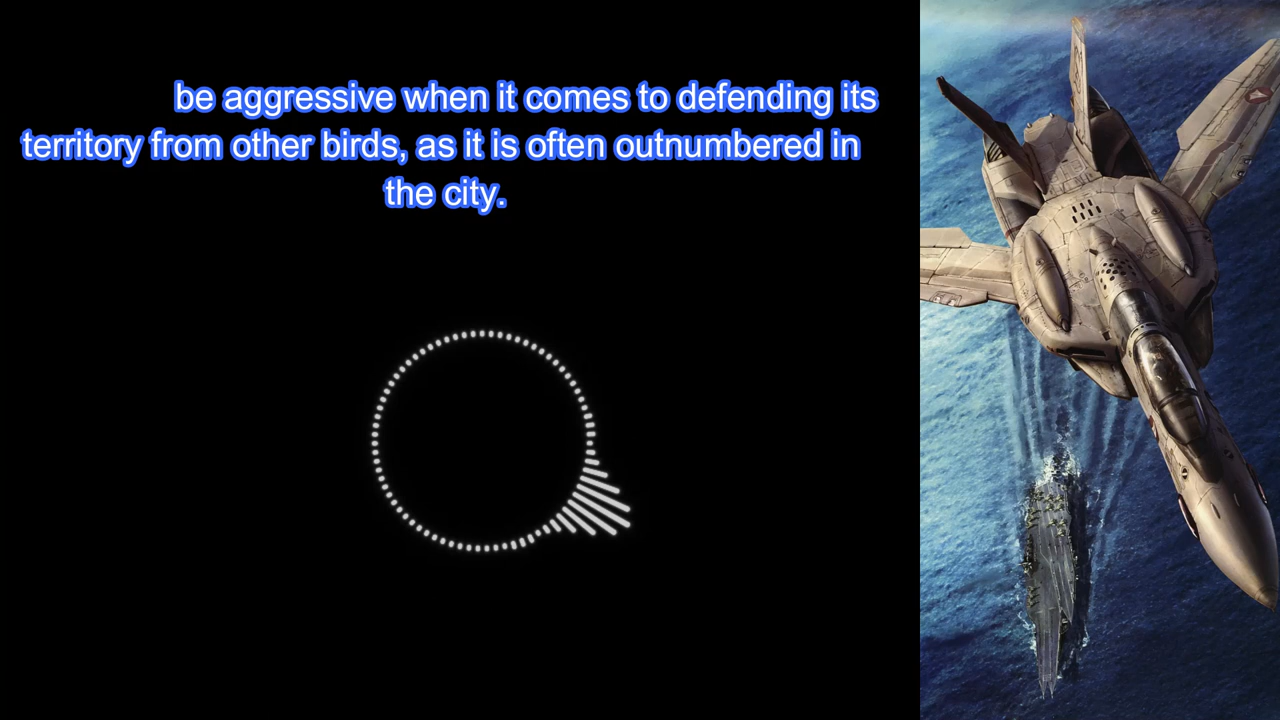 be aggressive when it comes to defending its
territory from other birds, as it is often outnumbered in
the city.